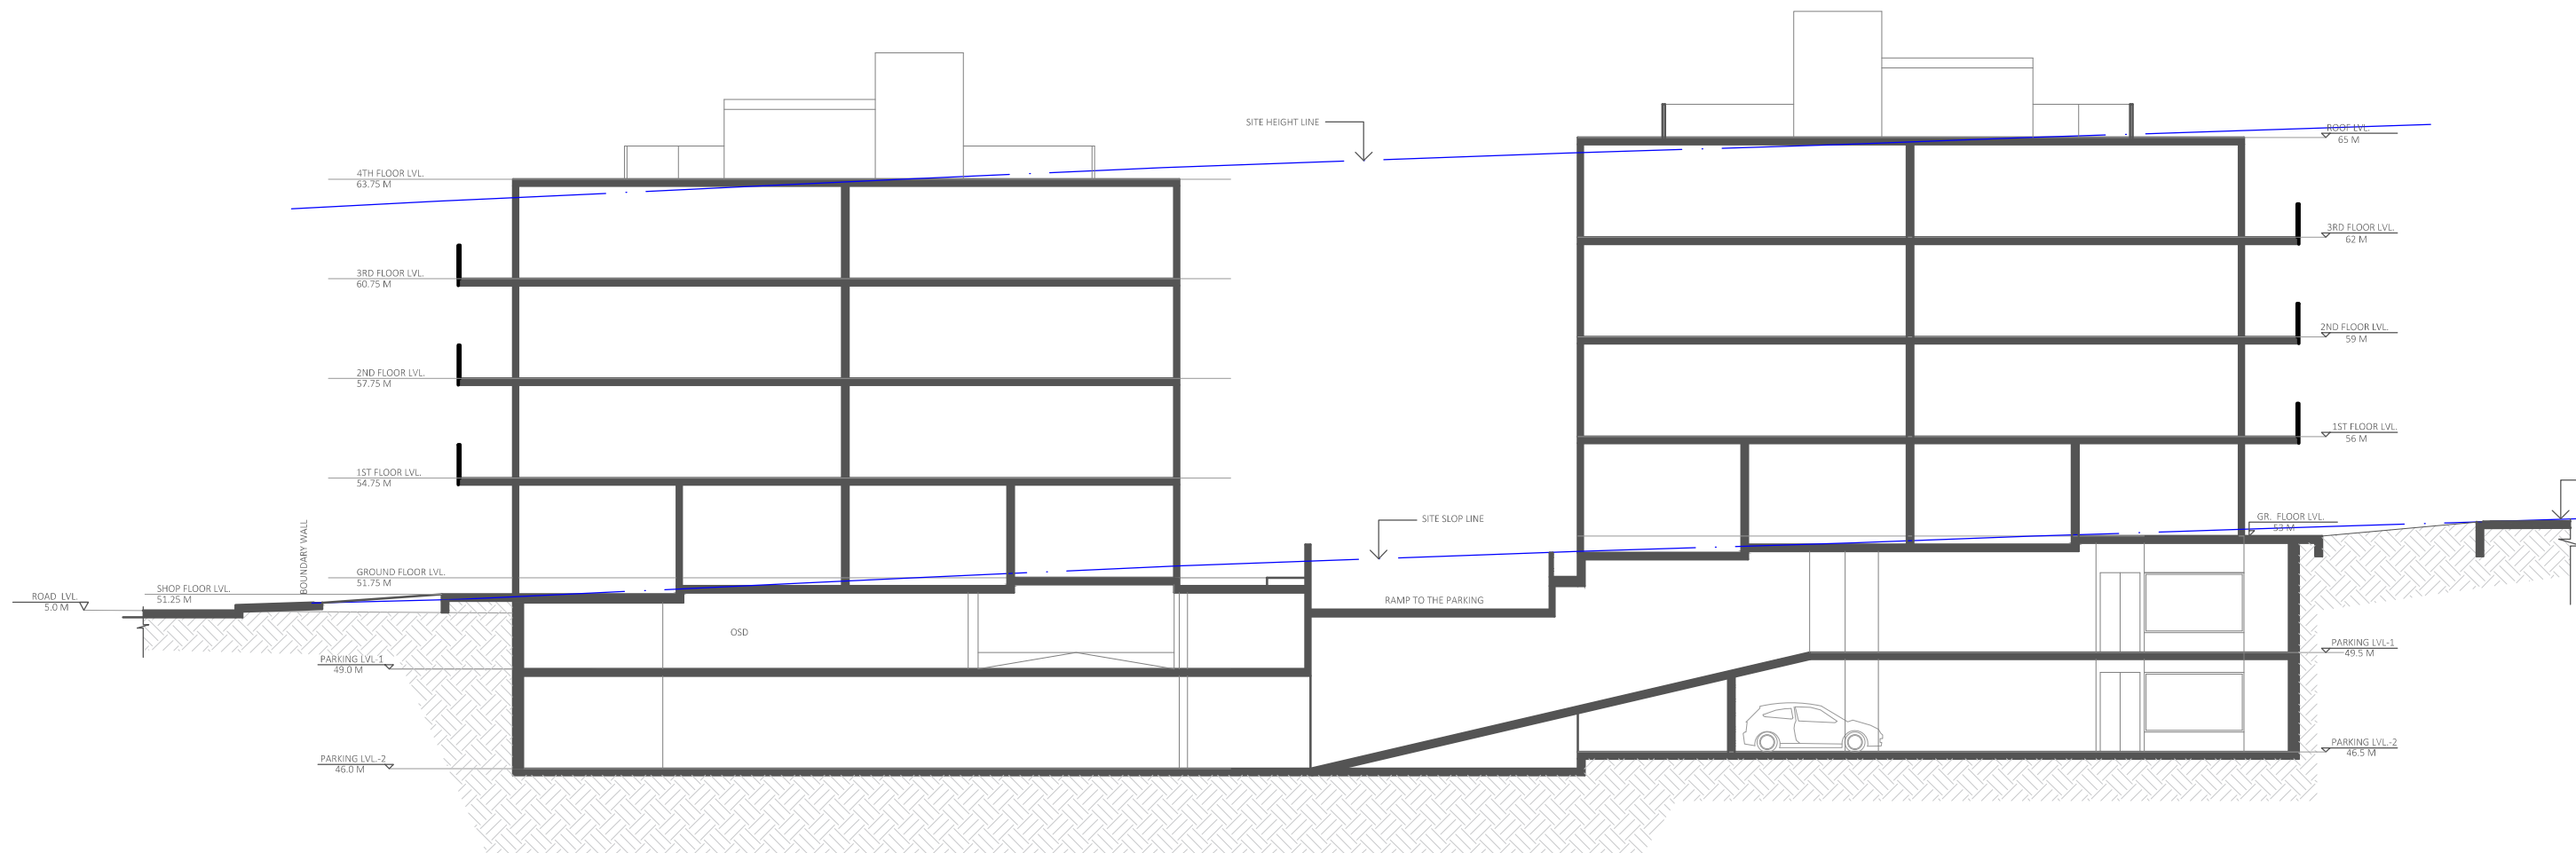 SITE HEIGHT LINE
4TH FLOOR LVL.
63.75 M
3RD FLOOR LVL.
60.75 M
2ND FLOOR LVL.
57.75 M
1ST FLOOR LVL.
54.75 M
BOUNDARY WALL
GROUND FLOOR LVL.
51.75 M
SHOP FLOOR LVL.
51.25 M
ROAD LVL.
5.0 M
OSD
PARKING LVL-1
49.0 M
PARKING LVL.-2
46.0 M
SITE SLOP LINE
RAMP TO THE PARKING
ROOF LVL.
65 M
3RD FLOOR LVL.
62 M
2ND FLOOR LVL.
59 M
1ST FLOOR LVL.
56 M
GR. FLOOR LVL.
53 M
PARKING LVL-1
49.5 M
PARKING LVL.-2
46.5 M